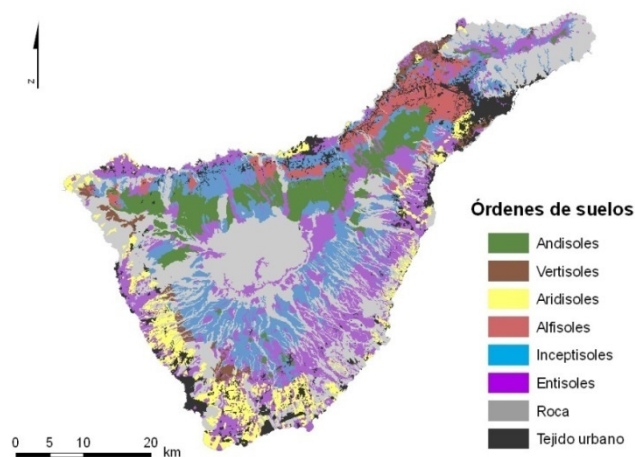 z
Órdenes de suelos
Andisoles
Vertisoles
Aridisoles
Alfisoles
Inceptisoles
Entisoles
Roca
Tejido urbano
0 5 10 20
km